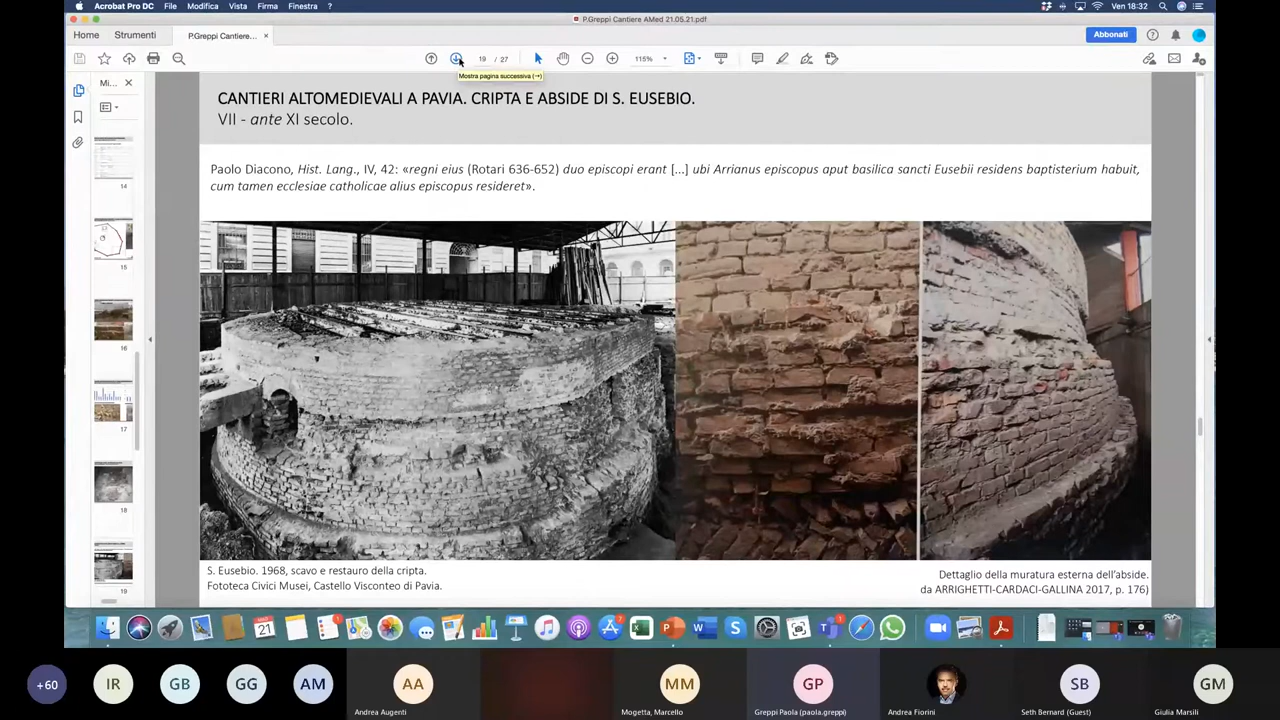 Acrobat Pro DC File Modifica Vista Firma Finestra ? Ven 18:32
P.Greppi Cantiere AMed 21.05.21.pdf
Home Strumenti P.Greppi Cantiere... × Abbonati
19 / 27 115%
Mostra pagina successiva (→)
Mi...
14
15
16
17
18
19
CANTIERI ALTOMEDIEVALI A PAVIA. CRIPTA E ABSIDE DI S. EUSEBIO.
VII - ante XI secolo.
Paolo Diacono, Hist. Lang., IV, 42: «regni eius (Rotari 636-652) duo episcopi erant [...] ubi Arrianus episcopus aput basilica sancti Eusebii residens baptisterium habuit,
cum tamen ecclesiae catholicae alius episcopus resideret».
S. Eusebio. 1968, scavo e restauro della cripta.
Fototeca Civici Musei, Castello Visconteo di Pavia.
Dettaglio della muratura esterna dell'abside.
da ARRIGHETTI-CARDACI-GALLINA 2017, p. 176)
MAG
21
+60 IR GB GG AM AA MM GP SB GM
Andrea Augenti Mogetta, Marcello Greppi Paola (paola.greppi) Andrea Fiorini Seth Bernard (Guest) Giulia Marsili